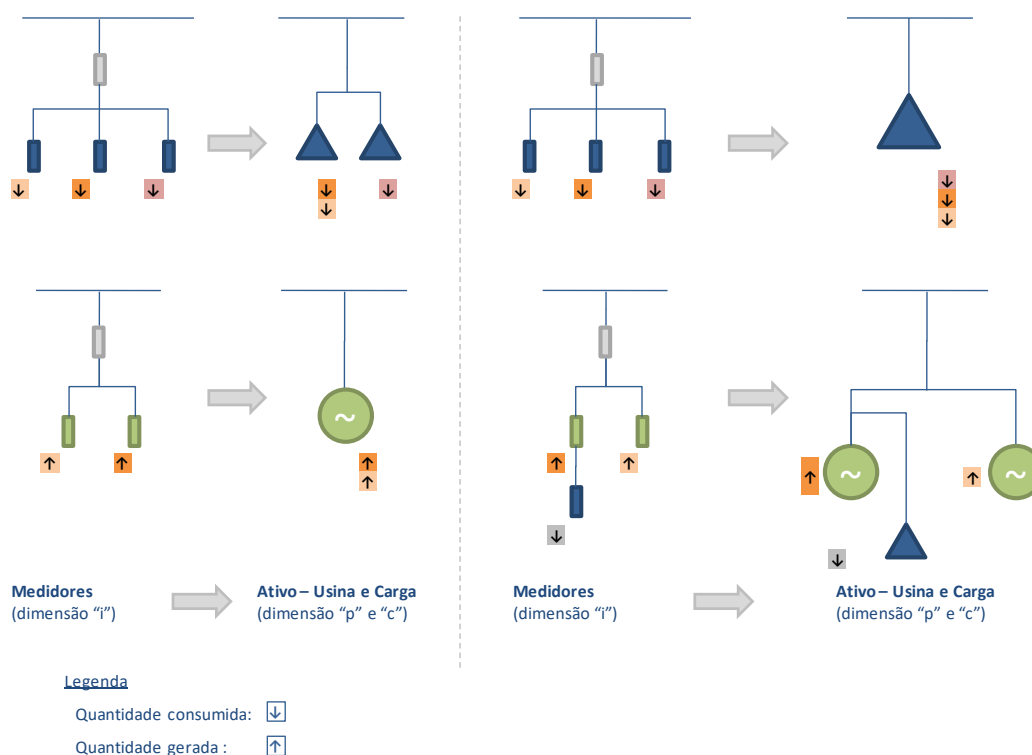 ↓ ↓ ↓ ↓ ↓ ↓ ↓ ↓
↓ ↓
↓
↓
~ ~ ~
↑ ↑ ↑ ↑ ↑ ↑ ↑
↑
↓ ↓
Medidores Ativo – Usina e Carga Medidores Ativo – Usina e Carga
(dimensão “i”) (dimensão “p” e “c”) (dimensão “i”) (dimensão “p” e “c”)
Legenda
Quantidade consumida: ↓
Quantidade gerada : ↑